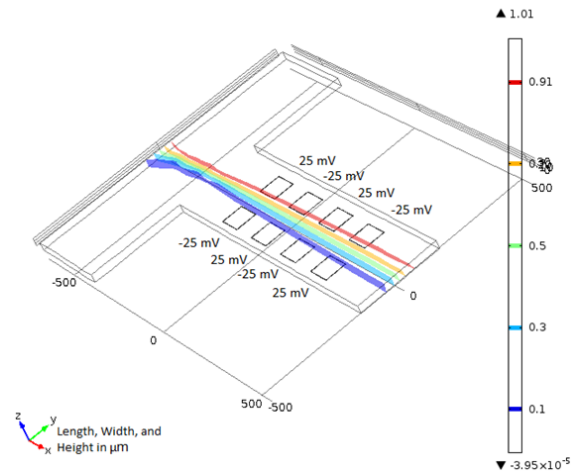 ▲ 1.01
0.91
25 mV
-25 mV
25 mV
-25 mV
500
-25 mV
25 mV
-25 mV
25 mV
0.5
-500
0
0.3
0
500
-500
0.1
z
y
x
Length, Width, and
Height in μm
▼ -3.95×10⁻⁵